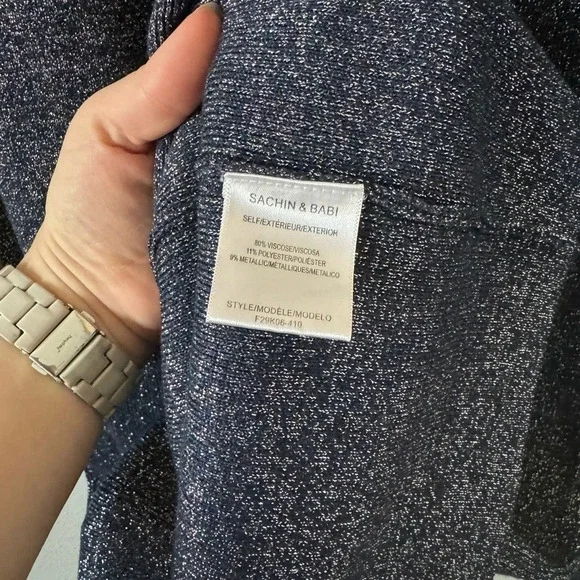 SACHIN & BABI
SELF/EXTÉRIEUR/EXTERIOR
80% VISCOSE/VISCOSA
11% POLYESTER/POLIÉSTER
9% METALLIC/MÉTALLIQUES/METALICO
STYLE/MODÈLE/MODELO
F29K06-410